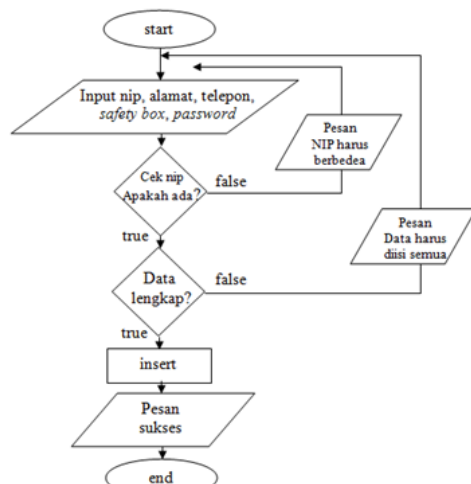 start
Input nip, alamat, telepon,
safety box, password
Pesan
NIP harus
berbedea
Cek nip
Apakah ada?
false
true
Pesan
Data harus
diisi semua
Data
lengkap?
false
true
insert
Pesan
sukses
end